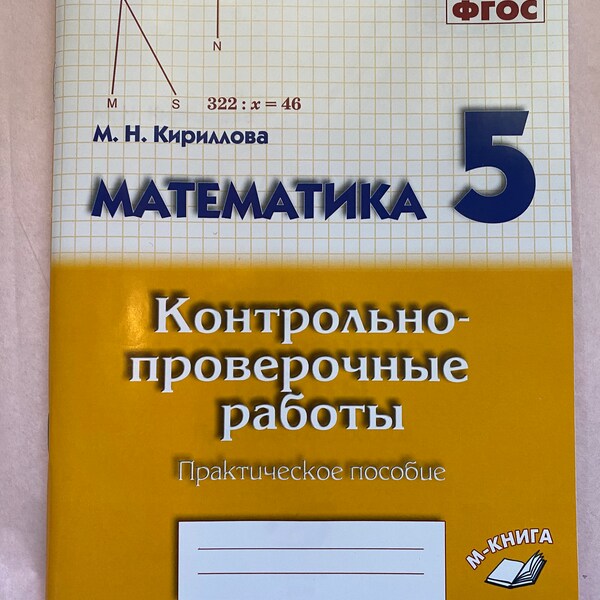 ФГОС
N
M S 322 : x = 46
М. Н. Кириллова
МАТЕМАТИКА 5
Контрольно-
проверочные
работы
Практическое пособие
М-КНИГА